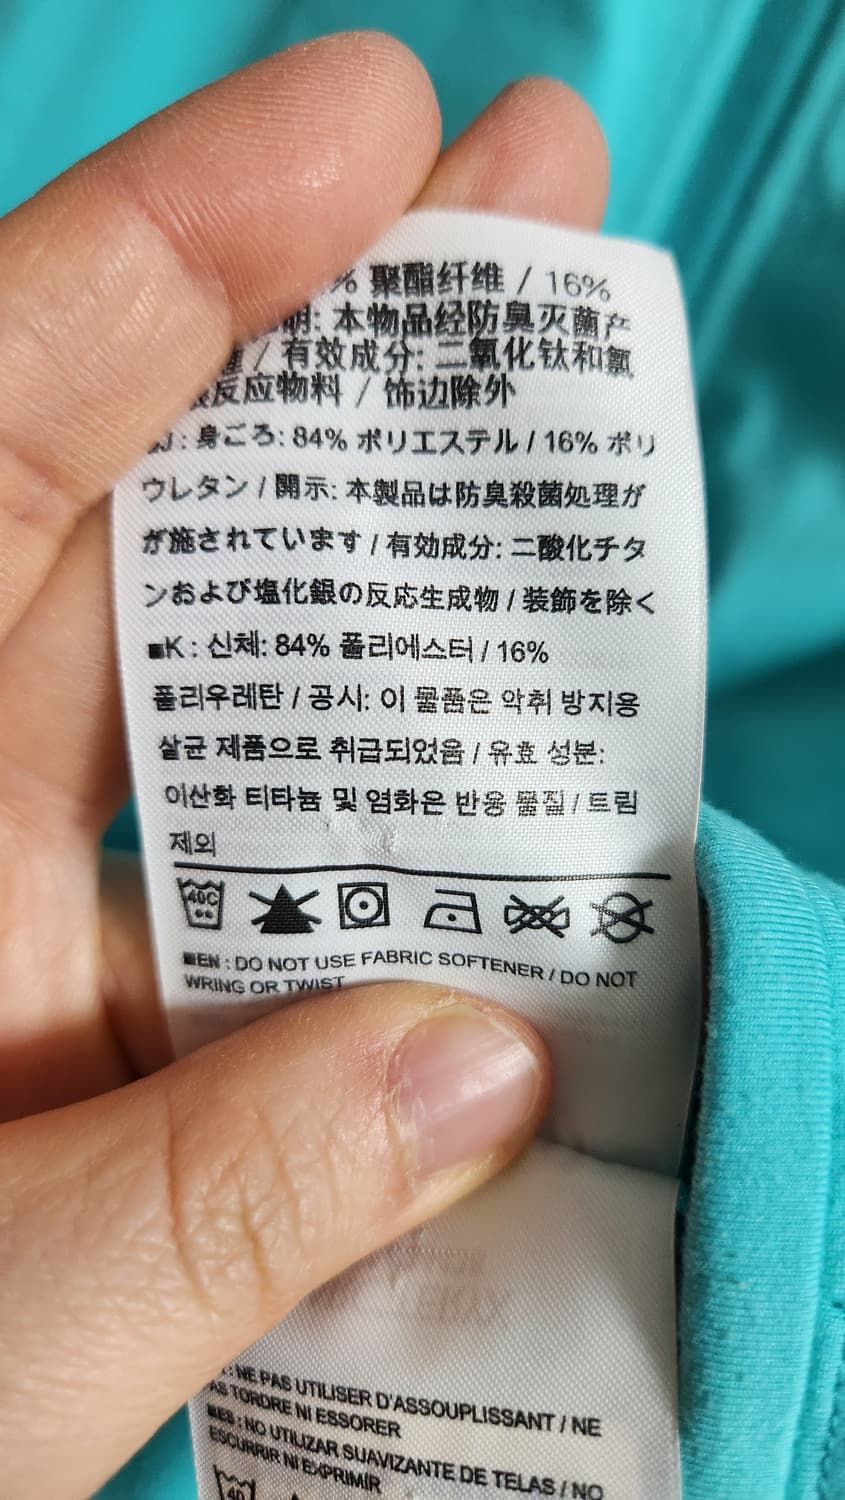 % 聚酯纤维 / 16%
明: 本物品经防臭灭菌产
/ 有效成分: 二氧化钛和氯
反应物料 / 饰边除外
: 身ごろ: 84% ポリエステル / 16% ポリ
ウレタン / 開示: 本製品は防臭殺菌処理が
が施されています / 有効成分: 二酸化チタ
ンおよび塩化銀の反応生成物 / 装飾を除く
■K : 신체: 84% 폴리에스터 / 16%
폴리우레탄 / 공시: 이 물품은 악취 방지용
살균 제품으로 취급되었음 / 유효 성분:
이산화 티타늄 및 염화은 반응 물질 / 트림
제외
40C
■EN : DO NOT USE FABRIC SOFTENER / DO NOT
WRING OR TWIST
: NE PAS UTILISER D'ASSOUPLISSANT / NE
AS TORDRE NI ESSORER
■ES : NO UTILIZAR SUAVIZANTE DE TELAS / NO
ESCURRIR NI EXPRIMIR
40